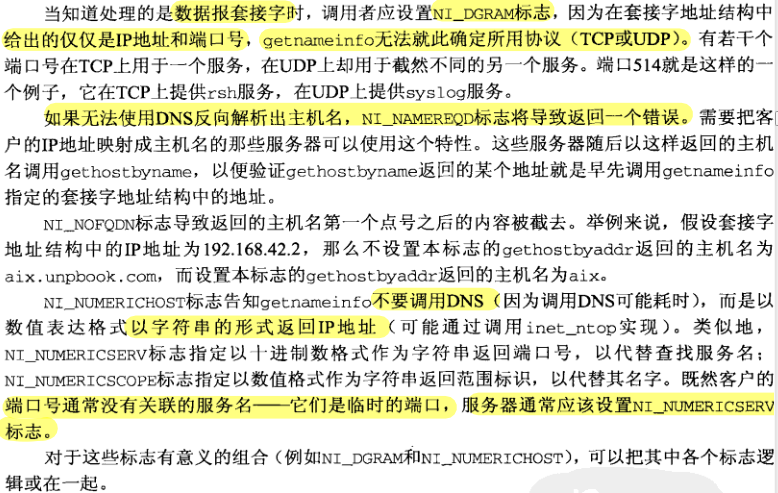 当知道处理的是数据报套接字时，调用者应设置NI_DGRAM标志，因为在套接字地址结构中
给出的仅仅是IP地址和端口号，getnameinfo无法就此确定所用协议（TCP或UDP）。有若干个
端口号在TCP上用于一个服务，在UDP上却用于截然不同的另一个服务。端口514就是这样的一
个例子，它在TCP上提供rsh服务，在UDP上提供syslog服务。
如果无法使用DNS反向解析出主机名，NI_NAMEREQD标志将导致返回一个错误。需要把客
户的IP地址映射成主机名的那些服务器可以使用这个特性。这些服务器随后以这样返回的主机
名调用gethostbyname，以便验证gethostbyname返回的某个地址就是早先调用getnameinfo
指定的套接字地址结构中的地址。
NI_NOFQDN标志导致返回的主机名第一个点号之后的内容被截去。举例来说，假设套接字
地址结构中的IP地址为192.168.42.2，那么不设置本标志的gethostbyaddr返回的主机名为
aix.unpbook.com，而设置本标志的gethostbyaddr返回的主机名为aix。
NI_NUMERICHOST标志告知getnameinfo不要调用DNS（因为调用DNS可能耗时），而是以
数值表达格式以字符串的形式返回IP地址（可能通过调用inet_ntop实现）。类似地，
NI_NUMERICSERV标志指定以十进制数格式作为字符串返回端口号，以代替查找服务名；
NI_NUMERICSCOPE标志指定以数值格式作为字符串返回范围标识，以代替其名字。既然客户的
端口号通常没有关联的服务名——它们是临时的端口，服务器通常应该设置NI_NUMERICSERV
标志。
对于这些标志有意义的组合（例如NI_DGRAM和NI_NUMERICHOST），可以把其中各个标志逻
辑或在一起。